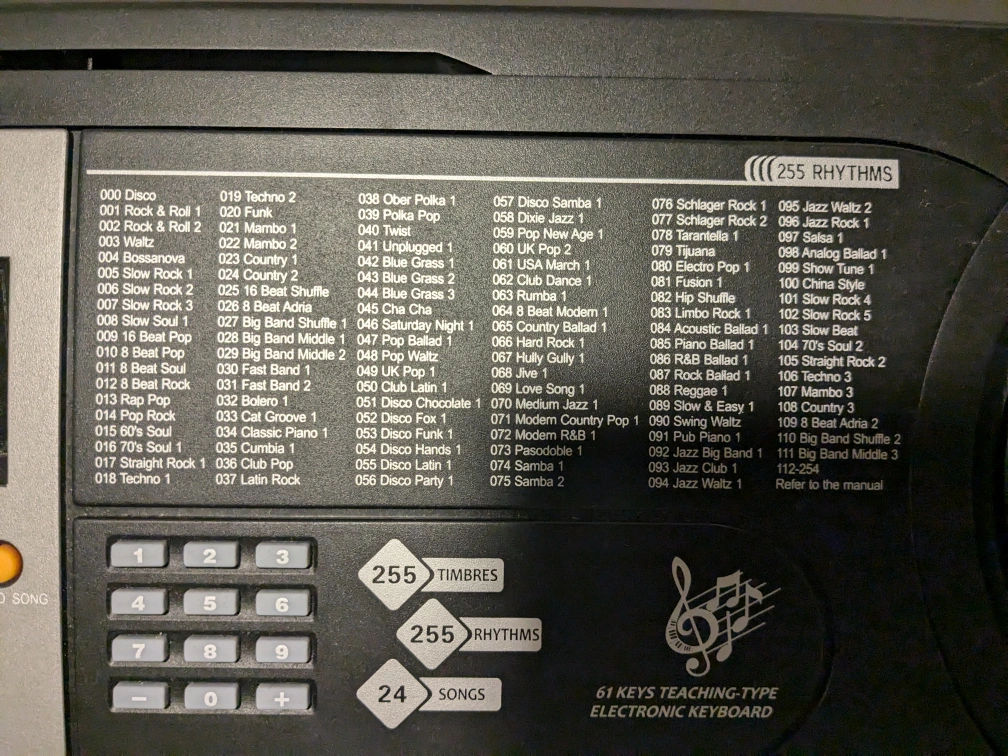 255 RHYTHMS
000 Disco
001 Rock & Roll 1
002 Rock & Roll 2
003 Waltz
004 Bossanova
005 Slow Rock 1
006 Slow Rock 2
007 Slow Rock 3
008 Slow Soul 1
009 16 Beat Pop
010 8 Beat Pop
011 8 Beat Soul
012 8 Beat Rock
013 Rap Pop
014 Pop Rock
015 60's Soul
016 70's Soul 1
017 Straight Rock 1
018 Techno 1
019 Techno 2
020 Funk
021 Mambo 1
022 Mambo 2
023 Country 1
024 Country 2
025 16 Beat Shuffle
026 8 Beat Adria
027 Big Band Shuffle 1
028 Big Band Middle 1
029 Big Band Middle 2
030 Fast Band 1
031 Fast Band 2
032 Bolero 1
033 Cat Groove 1
034 Classic Piano 1
035 Cumbia 1
036 Club Pop
037 Latin Rock
038 Ober Polka 1
039 Polka Pop
040 Twist
041 Unplugged 1
042 Blue Grass 1
043 Blue Grass 2
044 Blue Grass 3
045 Cha Cha
046 Saturday Night 1
047 Pop Ballad 1
048 Pop Waltz
049 UK Pop 1
050 Club Latin 1
051 Disco Chocolate 1
052 Disco Fox 1
053 Disco Funk 1
054 Disco Hands 1
055 Disco Latin 1
056 Disco Party 1
057 Disco Samba 1
058 Dixie Jazz 1
059 Pop New Age 1
060 UK Pop 2
061 USA March 1
062 Club Dance 1
063 Rumba 1
064 8 Beat Modern 1
065 Country Ballad 1
066 Hard Rock 1
067 Hully Gully 1
068 Jive 1
069 Love Song 1
070 Medium Jazz 1
071 Modern Country Pop 1
072 Modern R&B 1
073 Pasodoble 1
074 Samba 1
075 Samba 2
076 Schlager Rock 1
077 Schlager Rock 2
078 Tarantella 1
079 Tijuana
080 Electro Pop 1
081 Fusion 1
082 Hip Shuffle
083 Limbo Rock 1
084 Acoustic Ballad 1
085 Piano Ballad 1
086 R&B Ballad 1
087 Rock Ballad 1
088 Reggae 1
089 Slow & Easy 1
090 Swing Waltz
091 Pub Piano 1
092 Jazz Big Band 1
093 Jazz Club 1
094 Jazz Waltz 1
095 Jazz Waltz 2
096 Jazz Rock 1
097 Salsa 1
098 Analog Ballad 1
099 Show Tune 1
100 China Style
101 Slow Rock 4
102 Slow Rock 5
103 Slow Beat
104 70's Soul 2
105 Straight Rock 2
106 Techno 3
107 Mambo 3
108 Country 3
109 8 Beat Adria 2
110 Big Band Shuffle 2
111 Big Band Middle 3
112-254
Refer to the manual
SONG
1 2 3
4 5 6
7 8 9
- 0 +
255 TIMBRES
255 RHYTHMS
24 SONGS
61 KEYS TEACHING-TYPE
ELECTRONIC KEYBOARD